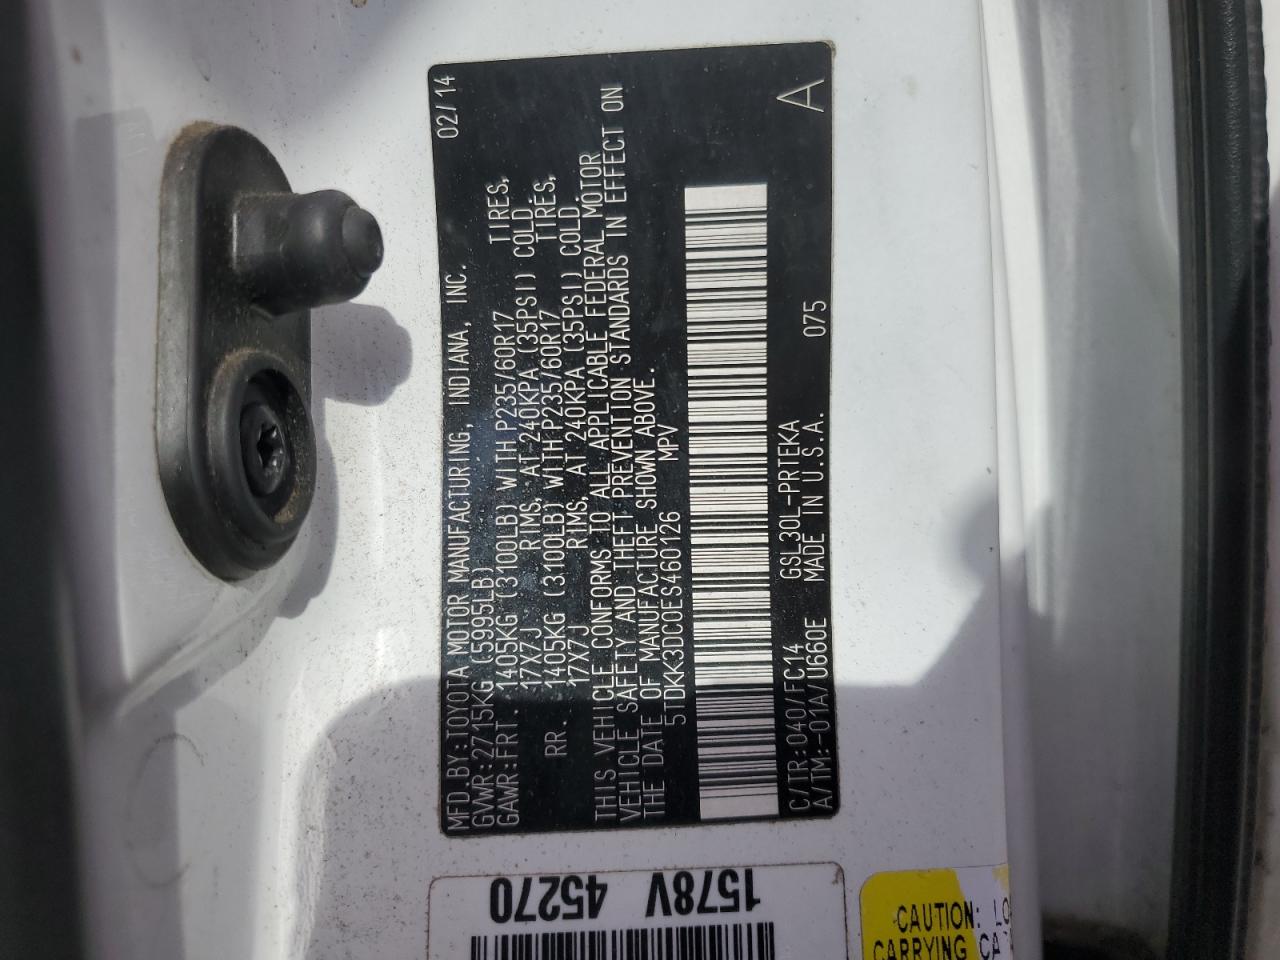 MFD.BY:TOYOTA MOTOR MANUFACTURING, INDIANA, INC. 02/14
GVWR:2715KG (5995LB)
GAWR:FRT. 1405KG (3100LB) WITH P235/60R17 TIRES,
17X7J RIMS, AT 240KPA (35PSI) COLD.
RR. 1405KG (3100LB) WITH P235/60R17 TIRES,
17X7J RIMS, AT 240KPA (35PSI) COLD.
THIS VEHICLE CONFORMS TO ALL APPLICABLE FEDERAL MOTOR
VEHICLE SAFETY AND THEFT PREVENTION STANDARDS IN EFFECT ON
THE DATE OF MANUFACTURE SHOWN ABOVE.
5TDKK3DC0ES460126 MPV
C/TR:040/FC14 GSL30L-PRTEKA A
A/TM:-01A/U660E MADE IN U.S.A. 075
1578V
45270
CAUTION:
CARRYING